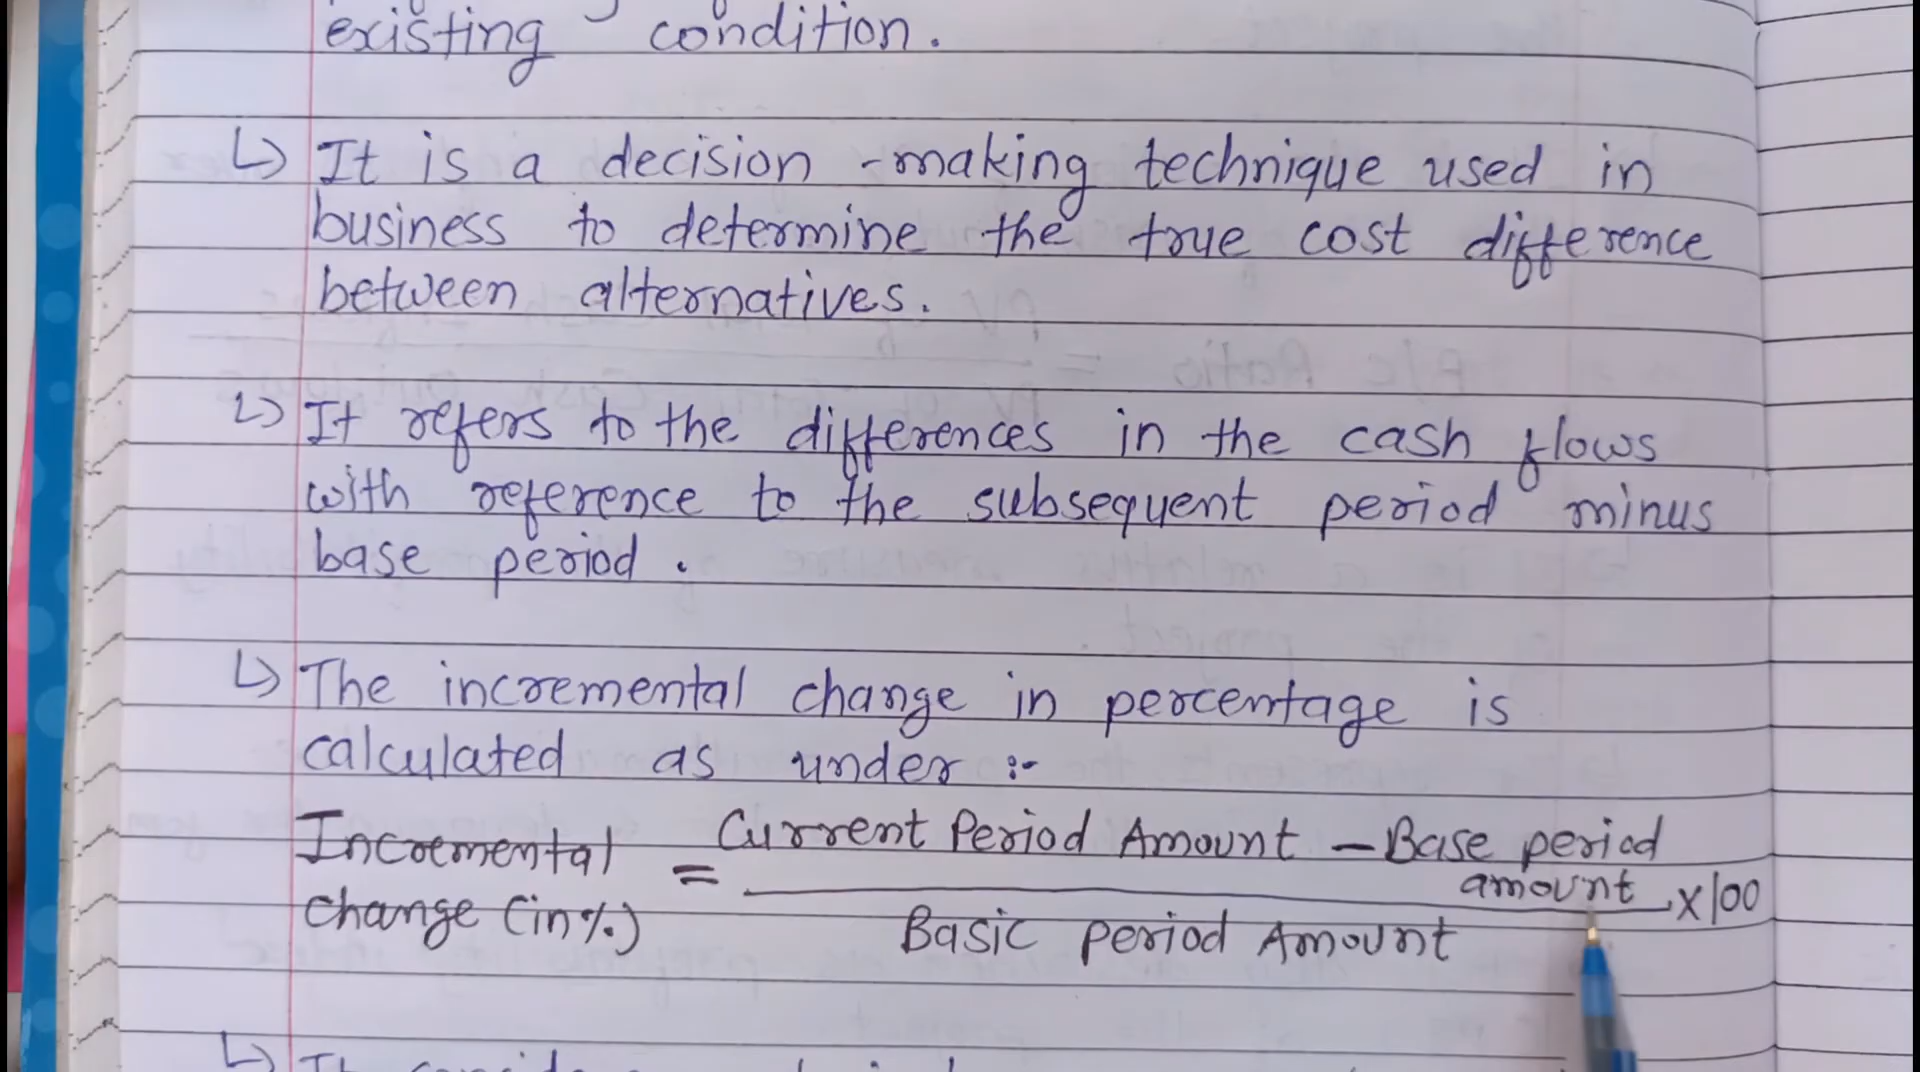 existing condition.
↳ It is a decision -making technique used in
business to determine the true cost difference
between alternatives.
↳ It refers to the differences in the cash flows
with reference to the subsequent period minus
base period.
↳ The incremental change in percentage is
calculated as under :-
Incremental change (in%) = Current Period Amount - Base period amount x100
Basic period Amount
↳ It